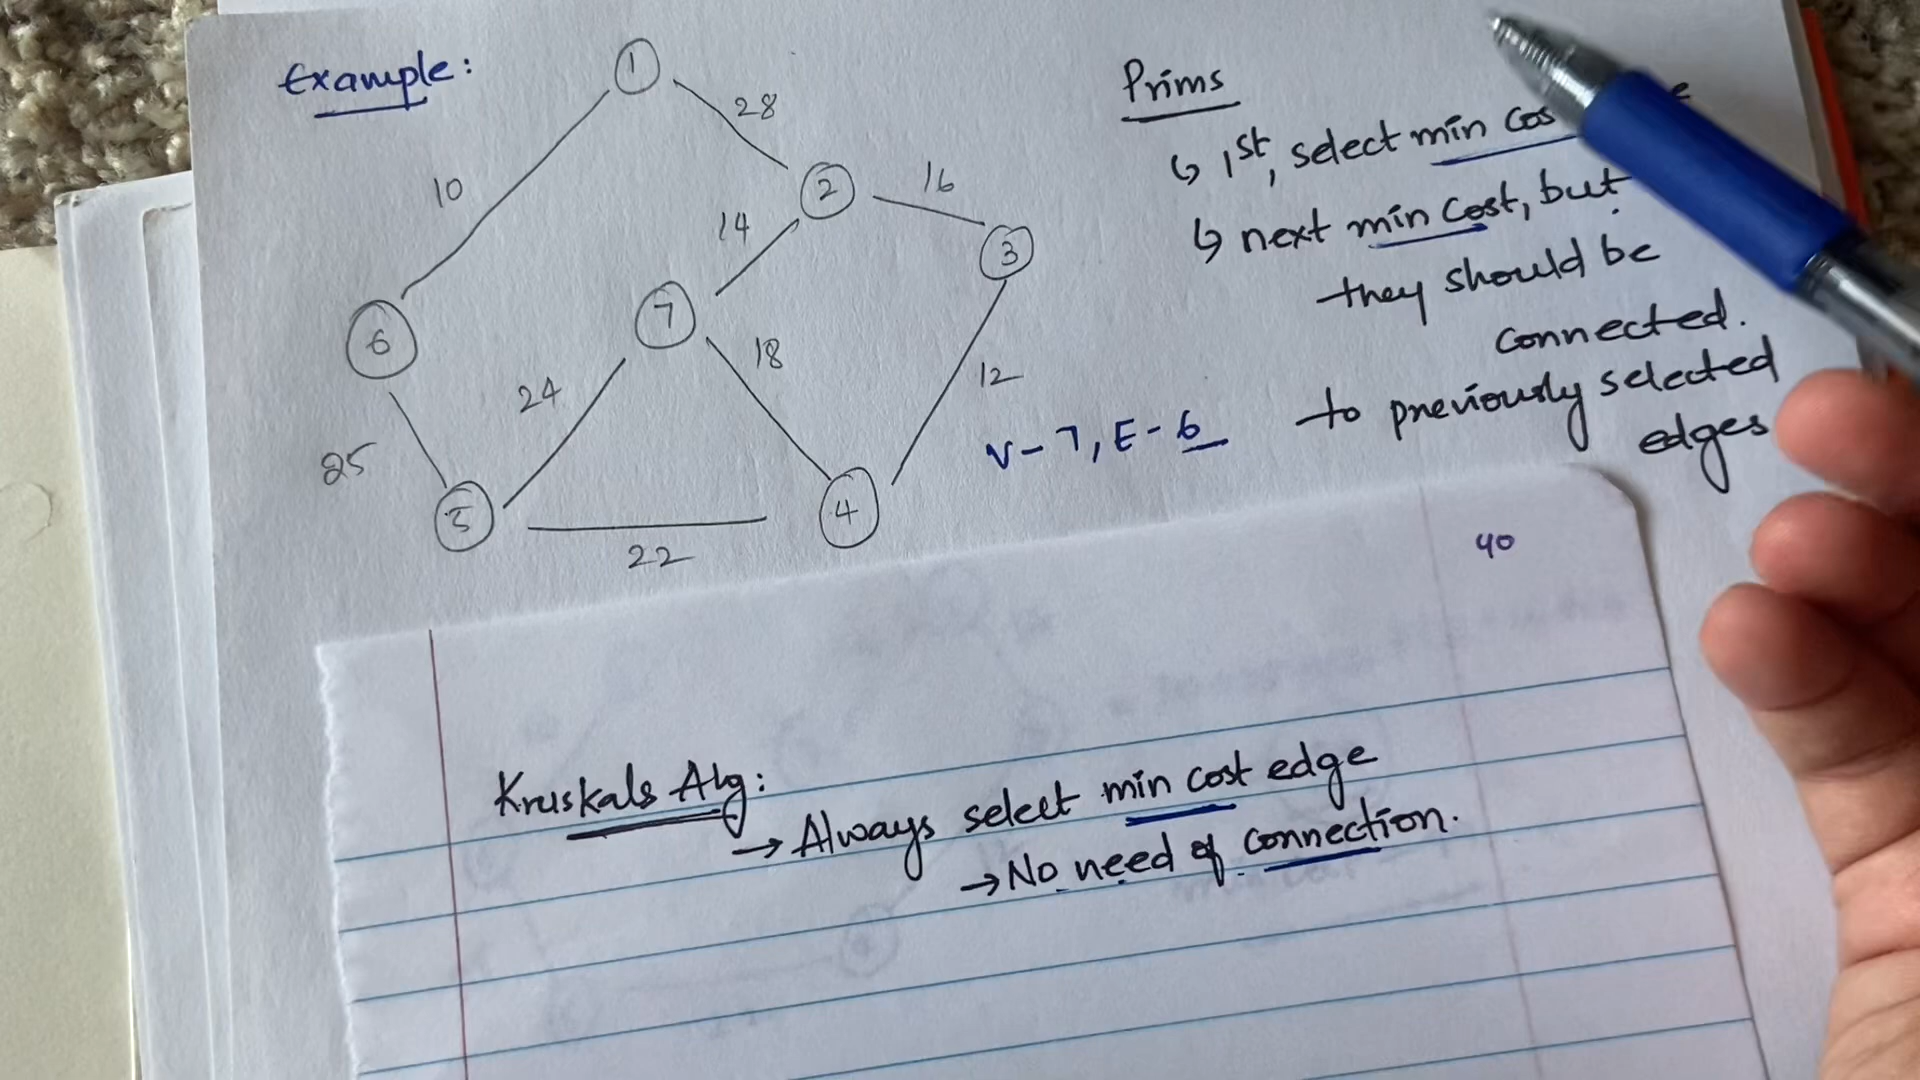 Example:
1
28
10
2
16
14
3
7
6
18
24
12
25
5
4
22
V-7, E-6
Prims
↳ 1st, select min cos
↳ next min cost, but
they should be
connected.
to previously selected
edges
40
Kruskals Alg:
→ Always select min cost edge
→ No need of connection.